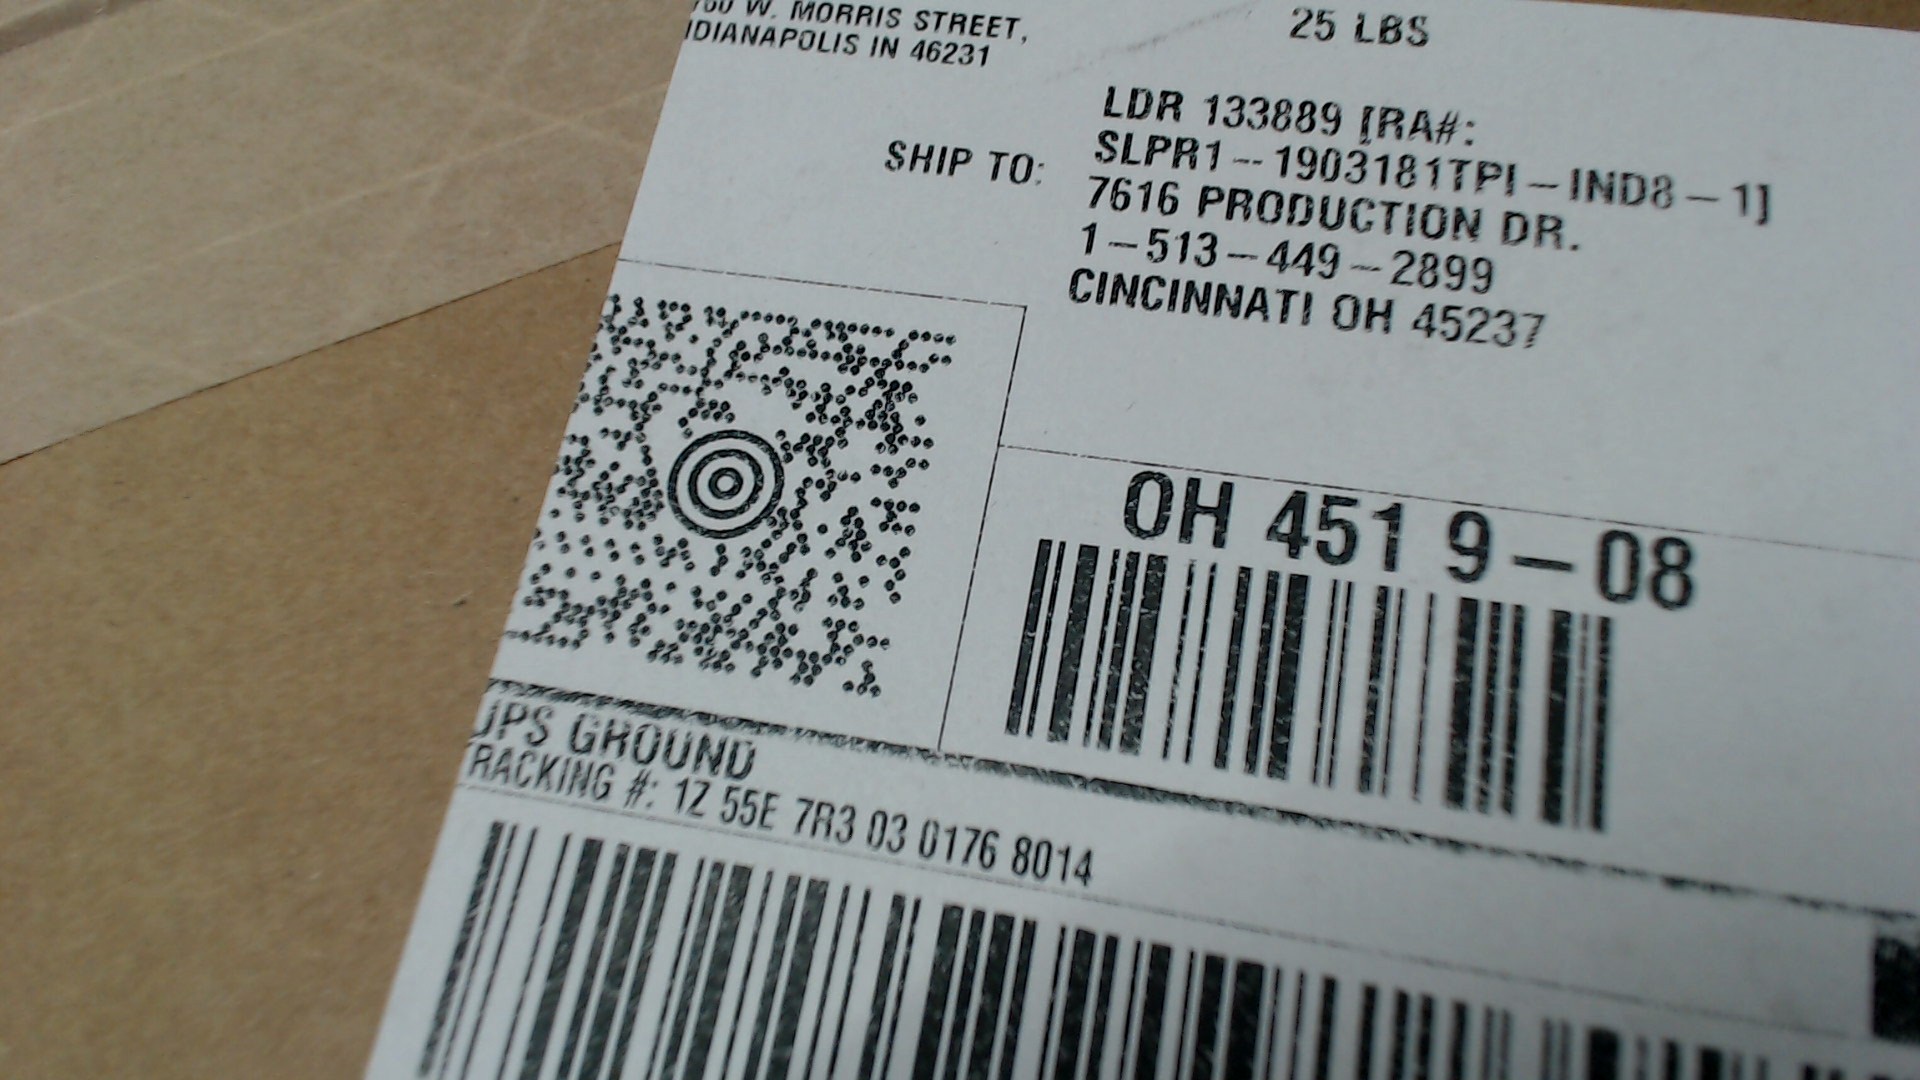 W. MORRIS STREET,
25 LBS
IN 46231
LDR 133889 [RA#:
SHIP TO:
SLPR1--1903181TPI-IND8-1]
7616 PRODUCTION DR.
1-513-449-2899
CINCINNATI OH 45237
OH 451 9-08
UPS GROUND
TRACKING #: 1Z 55E 7R3 03 0176 8014